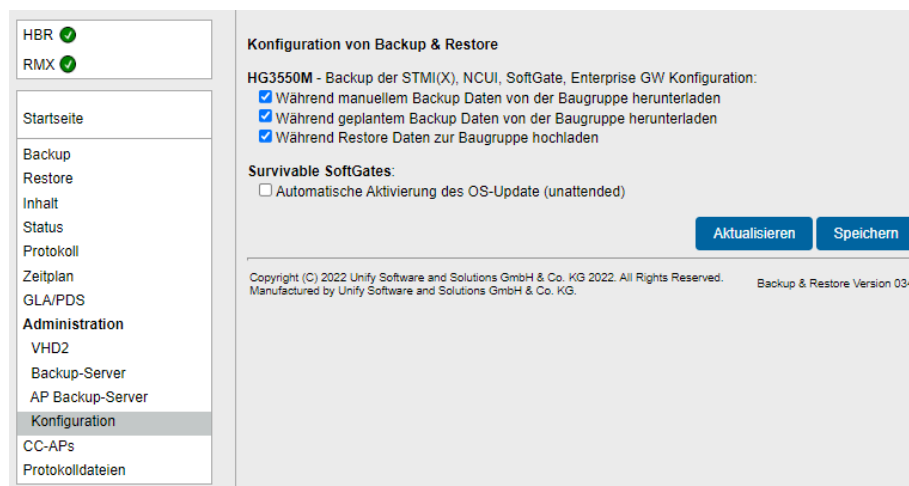 HBR
RMX
Startseite
Backup
Restore
Inhalt
Status
Protokoll
Zeitplan
GLA/PDS
Administration
VHD2
Backup-Server
AP Backup-Server
Konfiguration
CC-APs
Protokolldateien
Konfiguration von Backup & Restore
HG3550M - Backup der STMI(X), NCUI, SoftGate, Enterprise GW Konfiguration:
Während manuellem Backup Daten von der Baugruppe herunterladen
Während geplantem Backup Daten von der Baugruppe herunterladen
Während Restore Daten zur Baugruppe hochladen
Survivable SoftGates:
Automatische Aktivierung des OS-Update (unattended)
Aktualisieren Speichern
Copyright (C) 2022 Unify Software and Solutions GmbH & Co. KG 2022. All Rights Reserved.
Manufactured by Unify Software and Solutions GmbH & Co. KG.
Backup & Restore Version